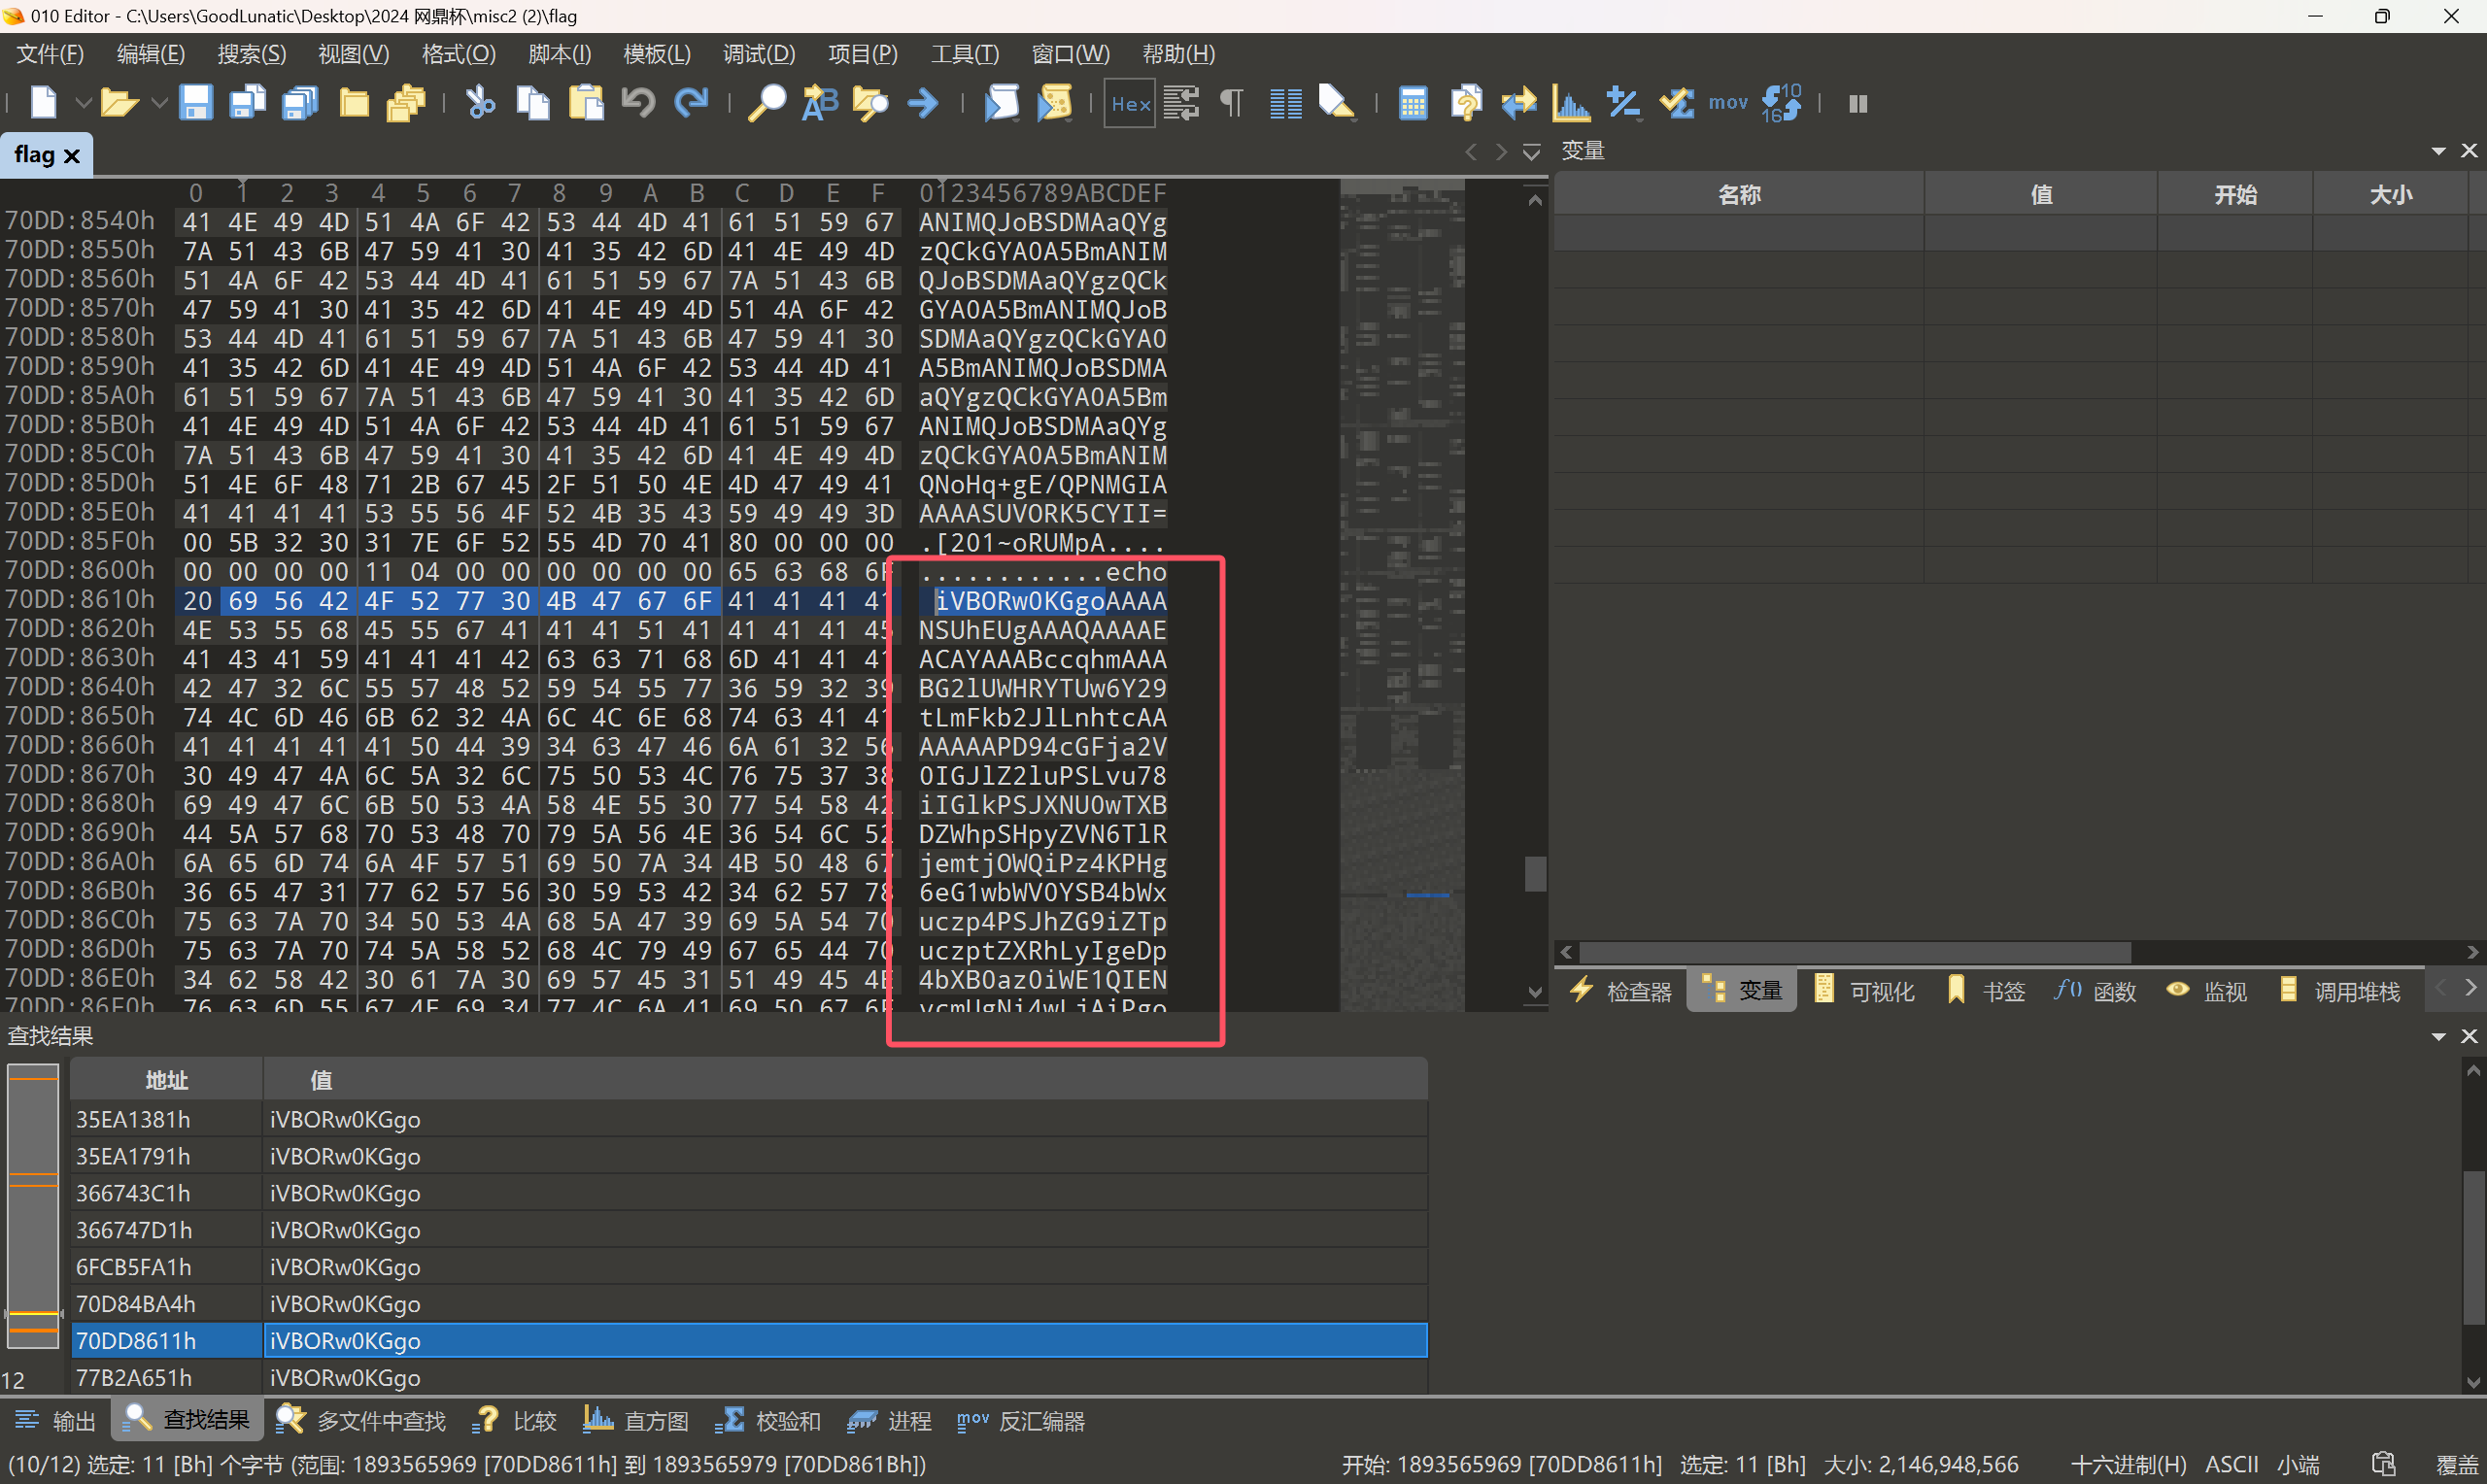 010 Editor - C:\Users\GoodLunatic\Desktop\2024 网鼎杯\misc2 (2)\flag
文件(F) 编辑(E) 搜索(S) 视图(V) 格式(O) 脚本(I) 模板(L) 调试(D) 项目(P) 工具(T) 窗口(W) 帮助(H)
Hex mov 10 16
flag
变量
0 1 2 3 4 5 6 7 8 9 A B C D E F 0123456789ABCDEF
名称 值 开始 大小
70DD:8540h 41 4E 49 4D 51 4A 6F 42 53 44 4D 41 61 51 59 67 ANIMQJoBSDMAaQYg
70DD:8550h 7A 51 43 6B 47 59 41 30 41 35 42 6D 41 4E 49 4D zQCkGYA0A5BmANIM
70DD:8560h 51 4A 6F 42 53 44 4D 41 61 51 59 67 7A 51 43 6B QJoBSDMAaQYgzQCk
70DD:8570h 47 59 41 30 41 35 42 6D 41 4E 49 4D 51 4A 6F 42 GYA0A5BmANIMQJoB
70DD:8580h 53 44 4D 41 61 51 59 67 7A 51 43 6B 47 59 41 30 SDMAaQYgzQCkGYA0
70DD:8590h 41 35 42 6D 41 4E 49 4D 51 4A 6F 42 53 44 4D 41 A5BmANIMQJoBSDMA
70DD:85A0h 61 51 59 67 7A 51 43 6B 47 59 41 30 41 35 42 6D aQYgzQCkGYA0A5Bm
70DD:85B0h 41 4E 49 4D 51 4A 6F 42 53 44 4D 41 61 51 59 67 ANIMQJoBSDMAaQYg
70DD:85C0h 7A 51 43 6B 47 59 41 30 41 35 42 6D 41 4E 49 4D zQCkGYA0A5BmANIM
70DD:85D0h 51 4E 6F 48 71 2B 67 45 2F 51 50 4E 4D 47 49 41 QNoHq+gE/QPNMGIA
70DD:85E0h 41 41 41 41 53 55 56 4F 52 4B 35 43 59 49 49 3D AAAASUVORK5CYII=
70DD:85F0h 00 5B 32 30 31 7E 6F 52 55 4D 70 41 80 00 00 00 .[201~oRUMpA....
70DD:8600h 00 00 00 00 11 04 00 00 00 00 00 00 65 63 68 6F ............echo
70DD:8610h 20 69 56 42 4F 52 77 30 4B 47 67 6F 41 41 41 41 iVBORw0KGgoAAAA
70DD:8620h 4E 53 55 68 45 55 67 41 41 41 51 41 41 41 41 45 NSUhEUgAAAQAAAAE
70DD:8630h 41 43 41 59 41 41 41 42 63 63 71 68 6D 41 41 41 ACAYAAABccqhmAAA
70DD:8640h 42 47 32 6C 55 57 48 52 59 54 55 77 36 59 32 39 BG2lUWHRYTUw6Y29
70DD:8650h 74 4C 6D 46 6B 62 32 4A 6C 4C 6E 68 74 63 41 41 tLmFkb2JlLnhtcAA
70DD:8660h 41 41 41 41 41 50 44 39 34 63 47 46 6A 61 32 56 AAAAAPD94cGFja2V
70DD:8670h 30 49 47 4A 6C 5A 32 6C 75 50 53 4C 76 75 37 38 0IGJlZ2luPSLvu78
70DD:8680h 69 49 47 6C 6B 50 53 4A 58 4E 55 30 77 54 58 42 iIGlkPSJXNU0wTXB
70DD:8690h 44 5A 57 68 70 53 48 70 79 5A 56 4E 36 54 6C 52 DZWhpSHpyZVN6TlR
70DD:86A0h 6A 65 6D 74 6A 4F 57 51 69 50 7A 34 4B 50 48 67 jemtjOWQiPz4KPHg
70DD:86B0h 36 65 47 31 77 62 57 56 30 59 53 42 34 62 57 78 6eG1wbWV0YSB4bWx
70DD:86C0h 75 63 7A 70 34 50 53 4A 68 5A 47 39 69 5A 54 70 uczp4PSJhZG9iZTp
70DD:86D0h 75 63 7A 70 74 5A 58 52 68 4C 79 49 67 65 44 70 uczptZXRhLyIgeDp
70DD:86E0h 34 62 58 42 30 61 7A 30 69 57 45 31 51 49 45 4E 4bXB0az0iWE1QIEN
70DD:86F0h 76 63 6D 55 67 4E 69 34 77 4C 6A 41 69 50 67 6F vcmUgNi4wLjAiPgo
检查器 变量 可视化 书签 f() 函数 监视 调用堆栈
查找结果
地址 值
35EA1381h iVBORw0KGgo
35EA1791h iVBORw0KGgo
366743C1h iVBORw0KGgo
366747D1h iVBORw0KGgo
6FCB5FA1h iVBORw0KGgo
70D84BA4h iVBORw0KGgo
70DD8611h iVBORw0KGgo
77B2A651h iVBORw0KGgo
12
输出 查找结果 多文件中查找 比较 直方图 校验和 进程 mov 反汇编器
(10/12) 选定: 11 [Bh] 个字节 (范围: 1893565969 [70DD8611h] 到 1893565979 [70DD861Bh]) 开始: 1893565969 [70DD8611h] 选定: 11 [Bh] 大小: 2,146,948,566 十六进制(H) ASCII 小端 覆盖